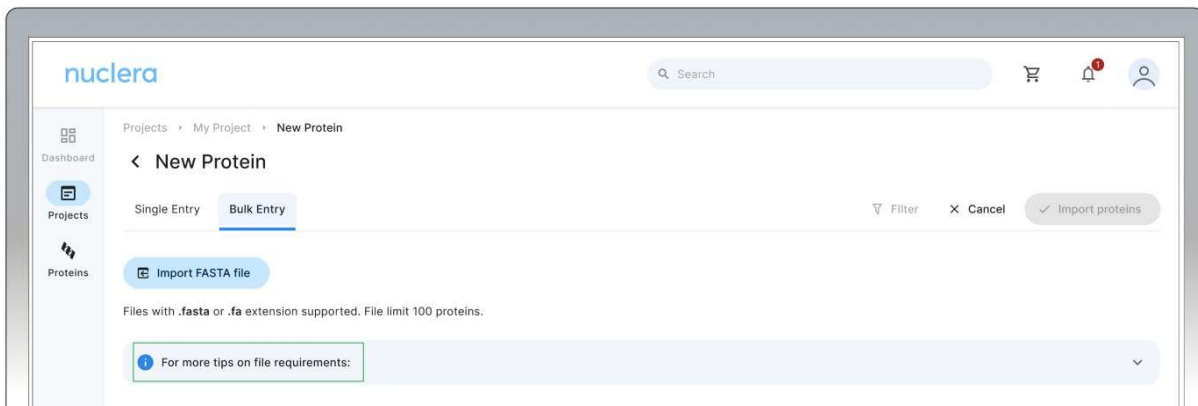 nuclera
Search
1
Dashboard
Projects
Proteins
Projects › My Project › New Protein
New Protein
Single Entry Bulk Entry
Filter Cancel Import proteins
Import FASTA file
Files with .fasta or .fa extension supported. File limit 100 proteins.
For more tips on file requirements: